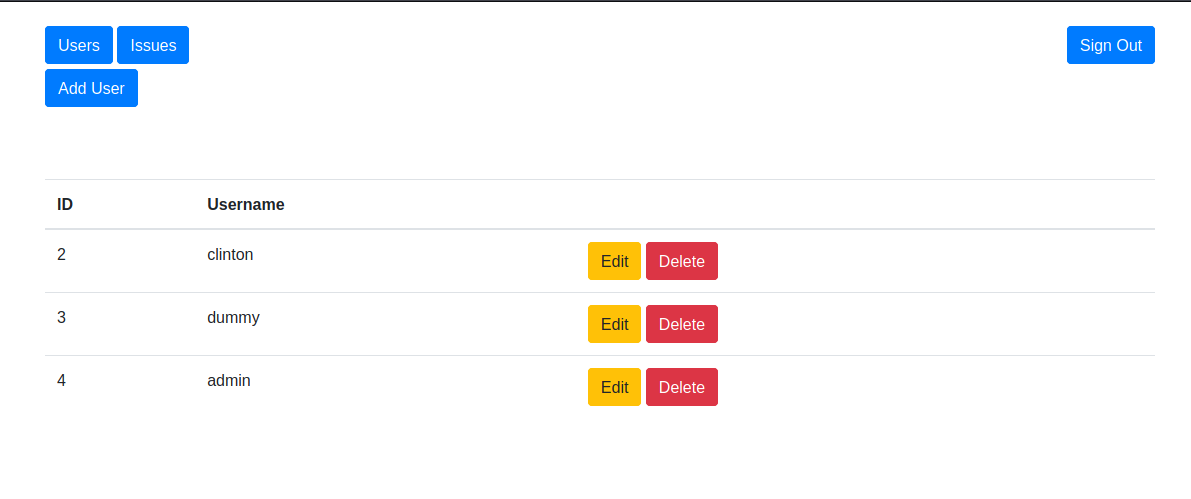 Users Issues Sign Out
Add User
ID Username
2 clinton Edit Delete
3 dummy Edit Delete
4 admin Edit Delete